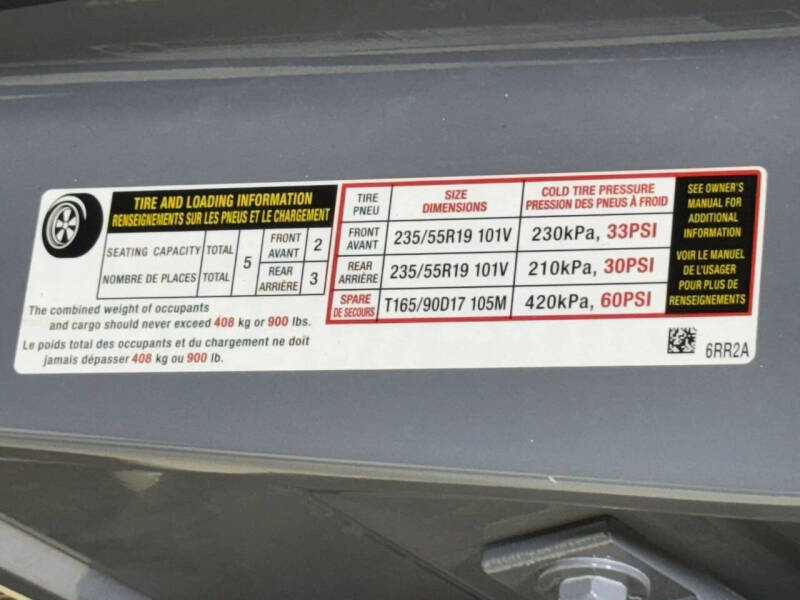 TIRE AND LOADING INFORMATION
RENSEIGNEMENTS SUR LES PNEUS ET LE CHARGEMENT
SEATING CAPACITY TOTAL 5 FRONT AVANT 2
NOMBRE DE PLACES TOTAL REAR ARRIÈRE 3
The combined weight of occupants
and cargo should never exceed 408 kg or 900 lbs.
Le poids total des occupants et du chargement ne doit
jamais dépasser 408 kg ou 900 lb.
TIRE PNEU SIZE DIMENSIONS COLD TIRE PRESSURE PRESSION DES PNEUS À FROID
FRONT AVANT 235/55R19 101V 230kPa, 33PSI
REAR ARRIÈRE 235/55R19 101V 210kPa, 30PSI
SPARE DE SECOURS T165/90D17 105M 420kPa, 60PSI
SEE OWNER'S
MANUAL FOR
ADDITIONAL
INFORMATION
VOIR LE MANUEL
DE L'USAGER
POUR PLUS DE
RENSEIGNEMENTS
6RR2A